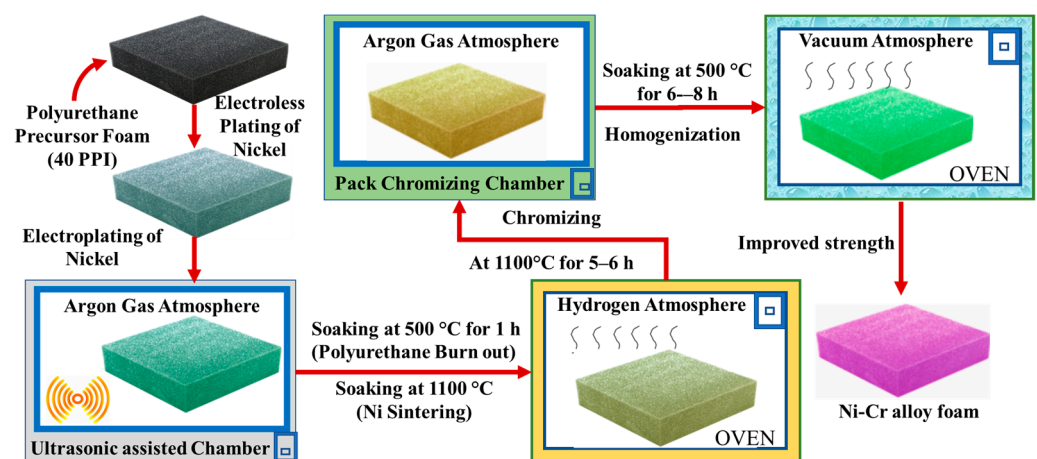 Polyurethane
Precursor Foam
(40 PPI)
Electroless
Plating of
Nickel
Electroplating of
Nickel
Argon Gas Atmosphere
Ultrasonic assisted Chamber
Soaking at 500 °C for 1 h
(Polyurethane Burn out)
Soaking at 1100 °C
(Ni Sintering)
Hydrogen Atmosphere
OVEN
At 1100°C for 5–6 h
Chromizing
Argon Gas Atmosphere
Pack Chromizing Chamber
Soaking at 500 °C
for 6-–8 h
Homogenization
Vacuum Atmosphere
OVEN
Improved strength
Ni-Cr alloy foam